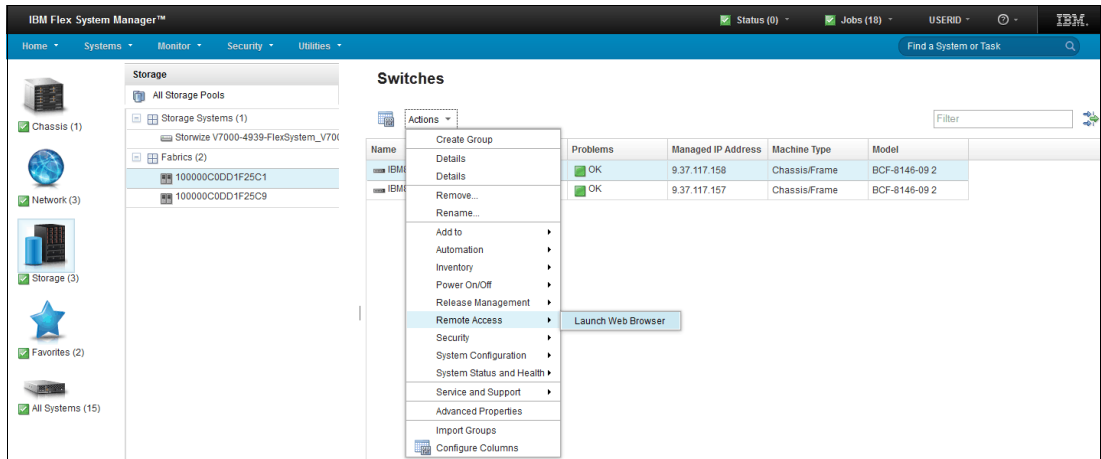 IBM Flex System Manager™
Status (0)
Jobs (18)
USERID
?
IBM.
Home
Systems
Monitor
Security
Utilities
Find a System or Task
Chassis (1)
Network (3)
Storage (3)
Favorites (2)
All Systems (15)
Storage
All Storage Pools
Storage Systems (1)
Storwize V7000-4939-FlexSystem_V70
Fabrics (2)
100000C0DD1F25C1
100000C0DD1F25C9
Switches
Actions
Filter
Name Problems Managed IP Address Machine Type Model
IBM OK 9.37.117.158 Chassis/Frame BCF-8146-09 2
IBM OK 9.37.117.157 Chassis/Frame BCF-8146-09 2
Create Group
Details
Details
Remove...
Rename...
Add to
Automation
Inventory
Power On/Off
Release Management
Remote Access
Launch Web Browser
Security
System Configuration
System Status and Health
Service and Support
Advanced Properties
Import Groups
Configure Columns